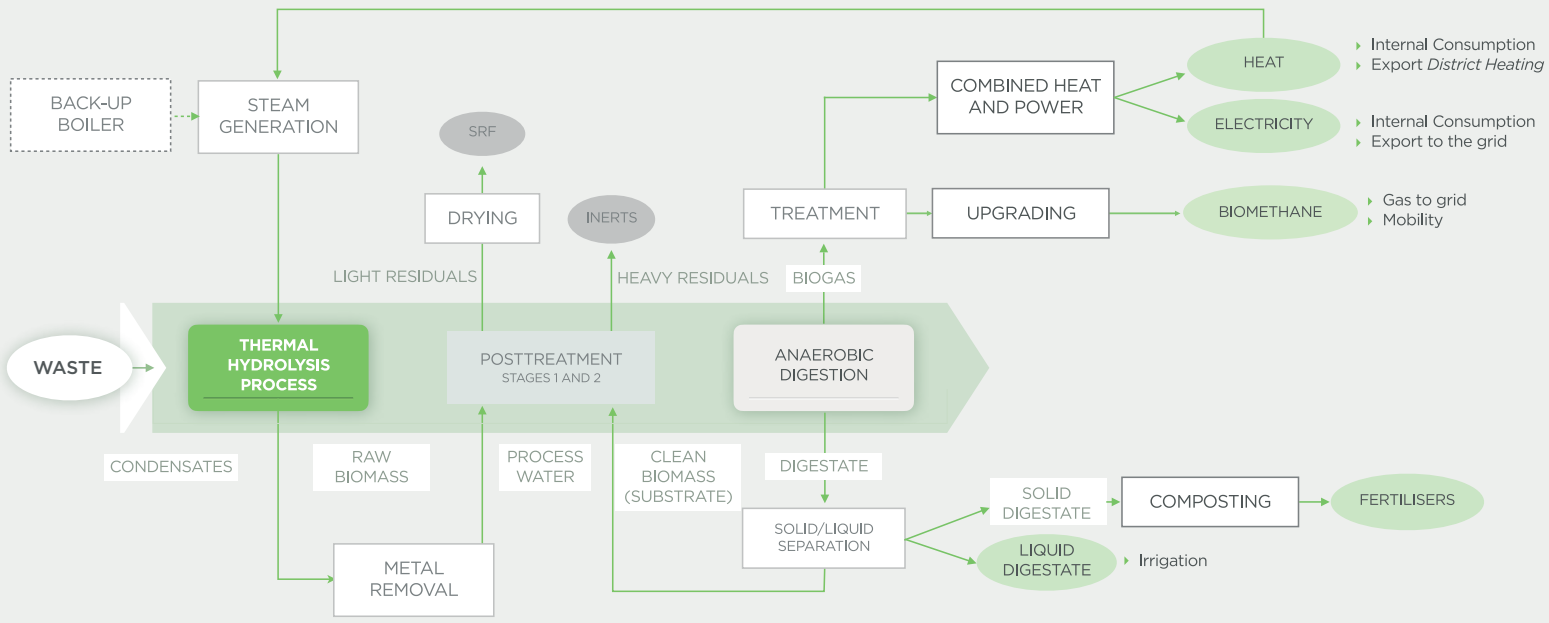 BACK-UP
BOILER
STEAM
GENERATION
SRF
DRYING
INERTS
LIGHT RESIDUALS
HEAVY RESIDUALS
COMBINED HEAT
AND POWER
HEAT
Internal Consumption
Export District Heating
ELECTRICITY
Internal Consumption
Export to the grid
TREATMENT
UPGRADING
BIOMETHANE
Gas to grid
Mobility
BIOGAS
WASTE
THERMAL
HYDROLYSIS
PROCESS
POSTTREATMENT
STAGES 1 AND 2
ANAEROBIC
DIGESTION
CONDENSATES
RAW
BIOMASS
PROCESS
WATER
CLEAN
BIOMASS
(SUBSTRATE)
DIGESTATE
METAL
REMOVAL
SOLID/LIQUID
SEPARATION
SOLID
DIGESTATE
COMPOSTING
FERTILISERS
LIQUID
DIGESTATE
Irrigation